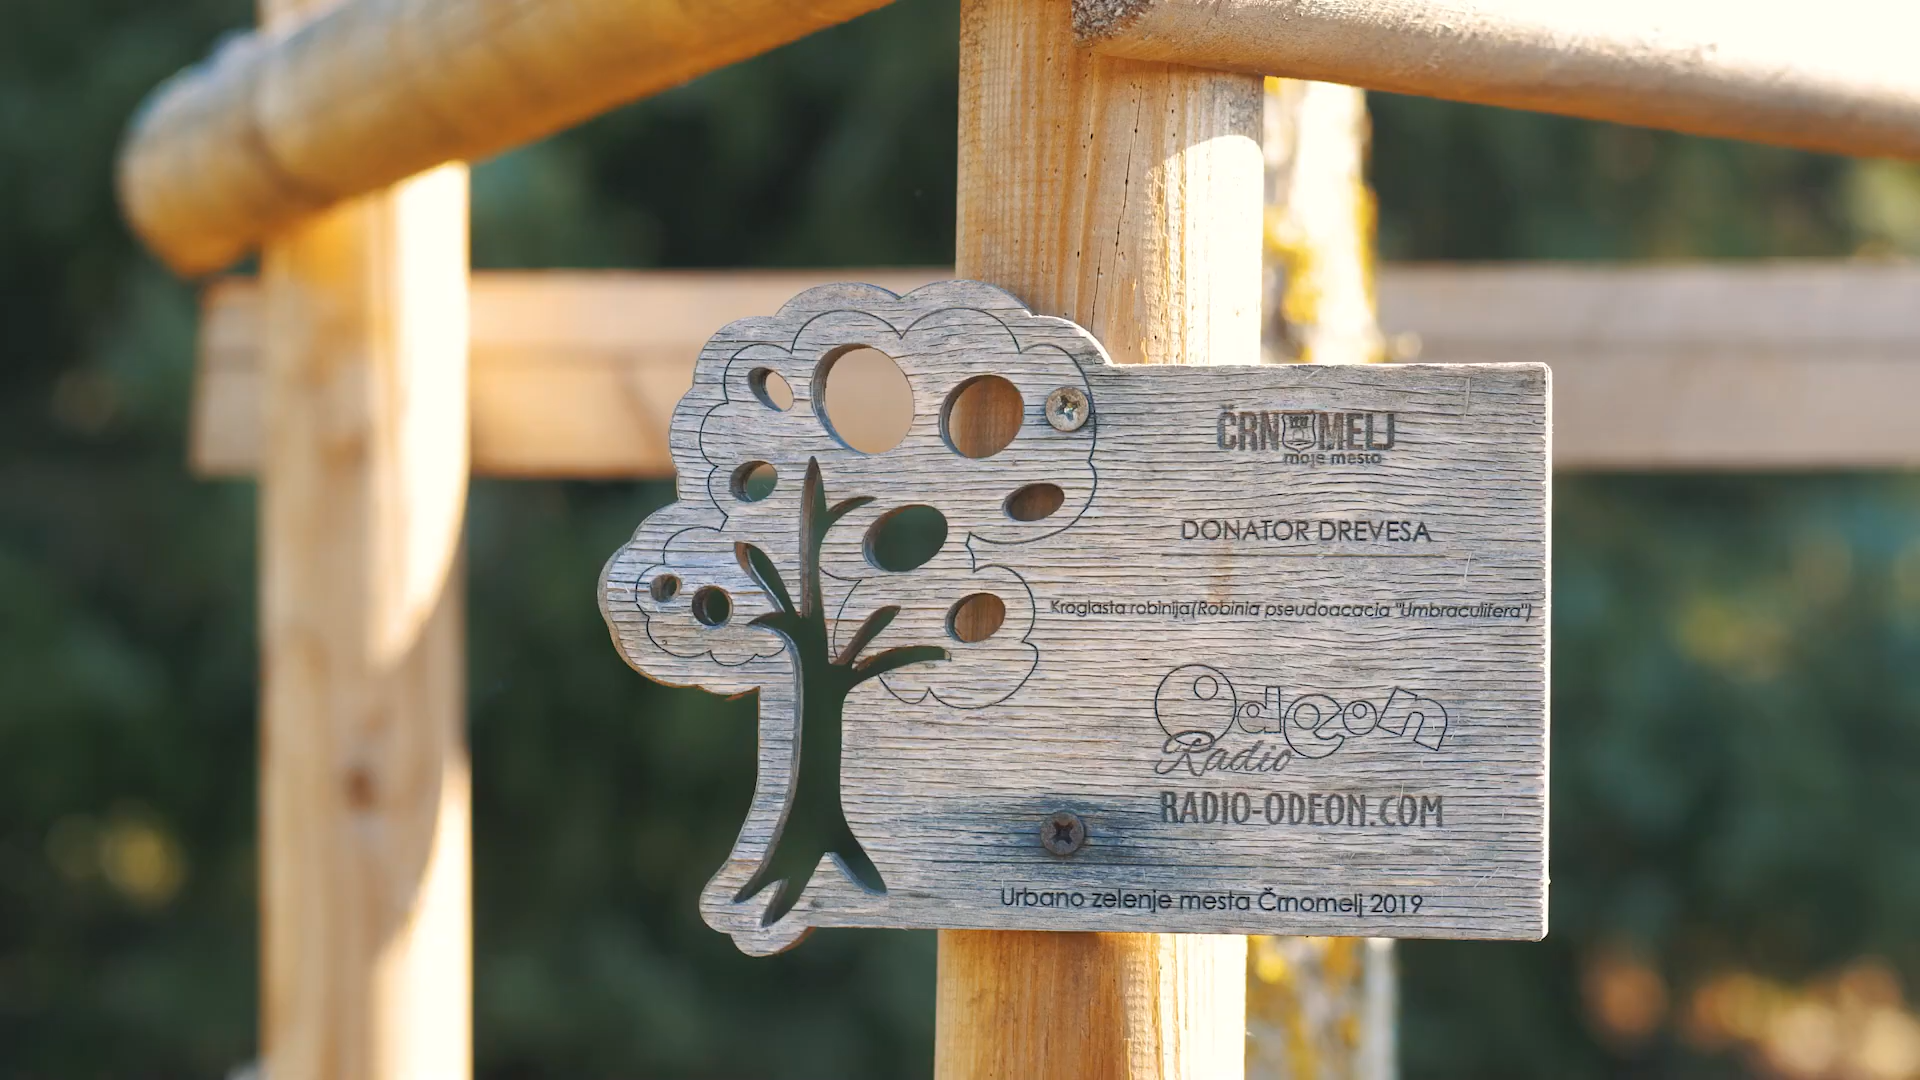 ČRNOMELJ
moje mesto
DONATOR DREVESA
Kroglasta robinija(Robinia pseudoacacia "Umbraculifera")
Odeon
Radio
RADIO-ODEON.COM
Urbano zelenje mesta Črnomelj 2019